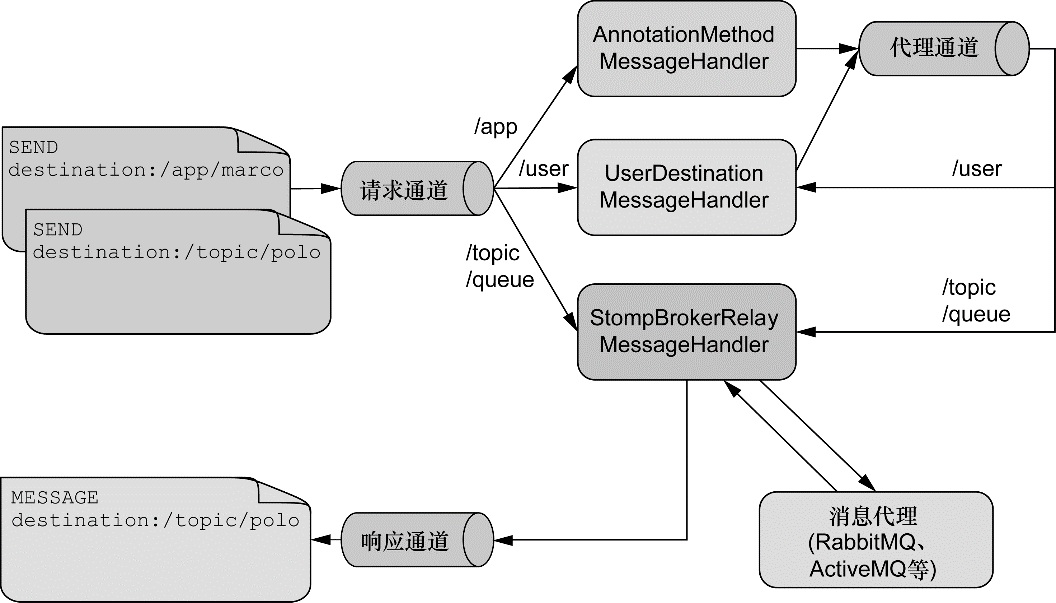 AnnotationMethod
MessageHandler
代理通道
/app
SEND
destination:/app/marco
/user
UserDestination
MessageHandler
/user
请求通道
SEND
destination:/topic/polo
/topic
/queue
StompBrokerRelay
MessageHandler
/topic
/queue
MESSAGE
destination:/topic/polo
响应通道
消息代理
(RabbitMQ、
ActiveMQ等)